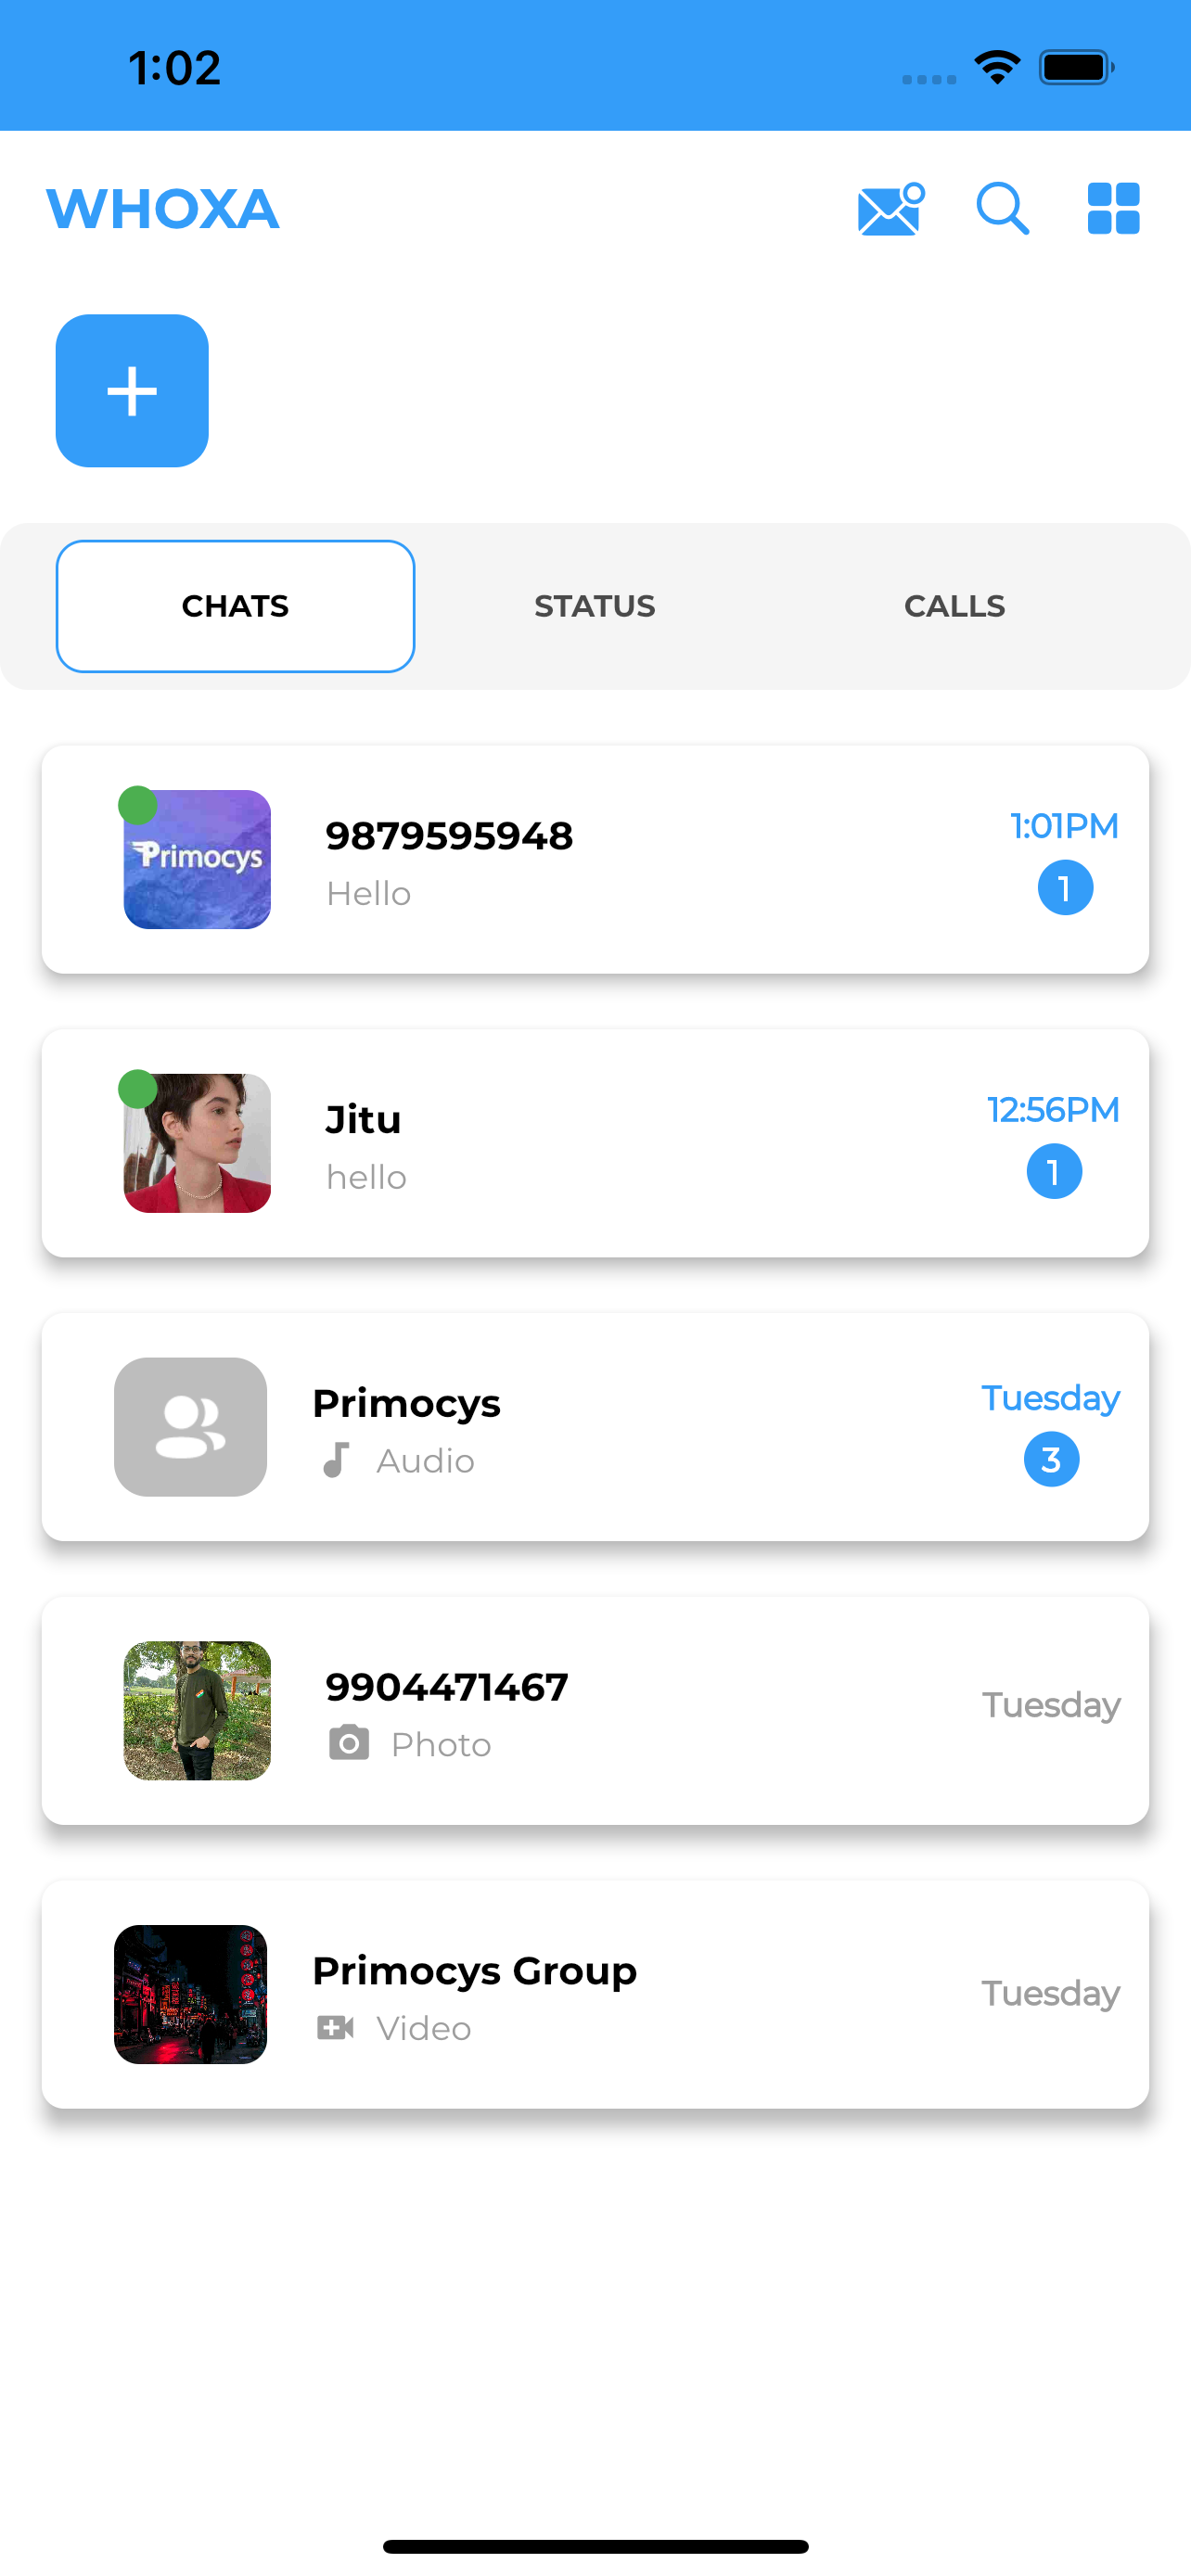 1:02
WHOXA
CHATS STATUS CALLS
Primocys
9879595948
Hello
1:01PM
1
Jitu
hello
12:56PM
1
Primocys
Audio
Tuesday
3
9904471467
Photo
Tuesday
Primocys Group
Video
Tuesday